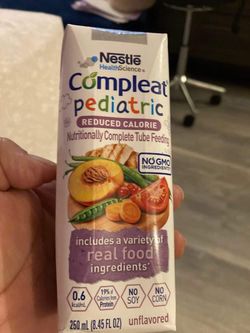 Nestlé
HealthScience®
Compleat®
pediatric
REDUCED CALORIE
Nutritionally Complete Tube Feeding
NO GMO
INGREDIENTS
includes a variety of
real food
ingredients*
0.6
kcal/mL
19% of
Calories from
Protein
NO
SOY
NO
CORN
250 mL (8.45 FL OZ)
unflavored